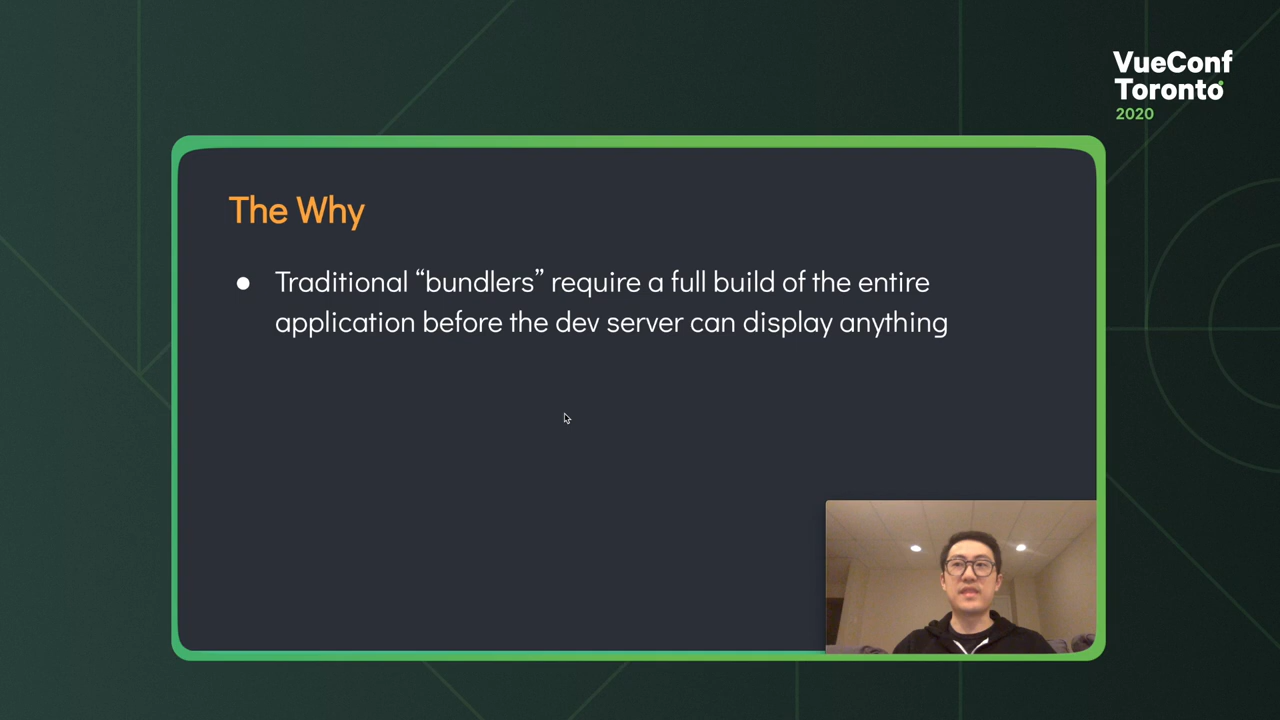 VueConf
Toronto
2020
The Why
● Traditional “bundlers” require a full build of the entire
application before the dev server can display anything